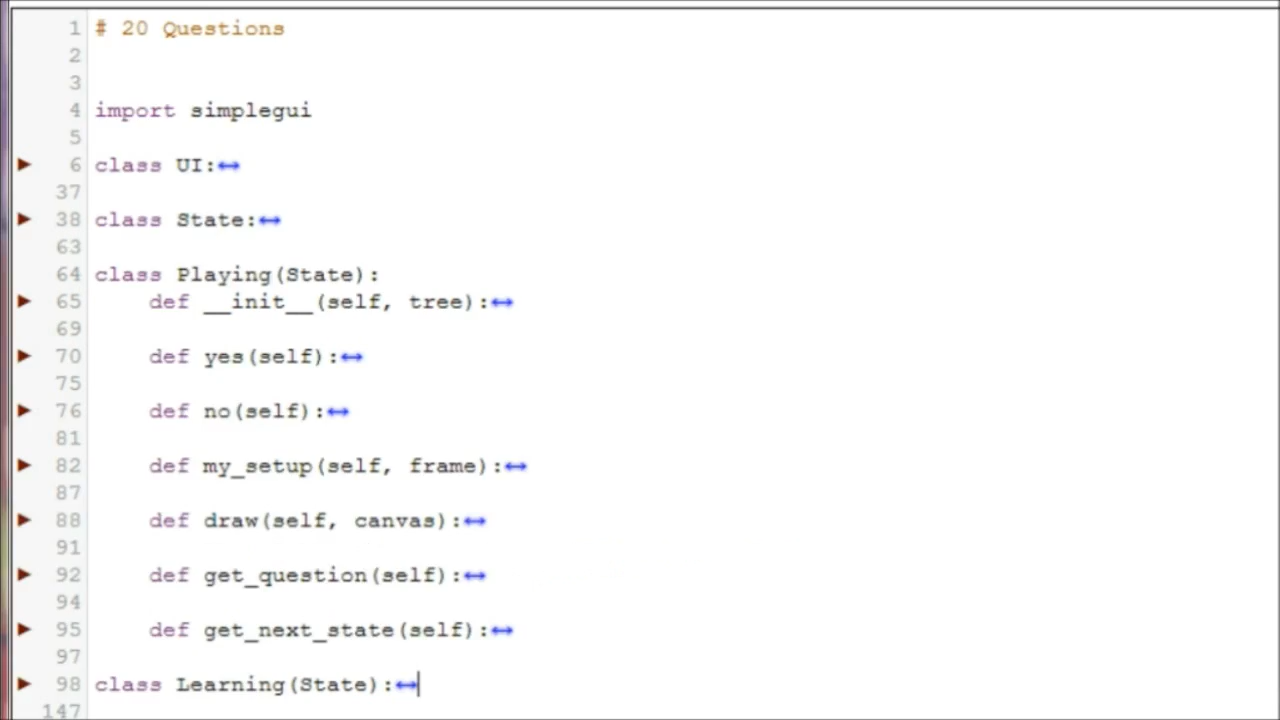 1 # 20 Questions
2
3
4 import simplegui
5
6 class UI:↔
37
38 class State:↔
63
64 class Playing(State):
65     def __init__(self, tree):↔
69
70     def yes(self):↔
75
76     def no(self):↔
81
82     def my_setup(self, frame):↔
87
88     def draw(self, canvas):↔
91
92     def get_question(self):↔
94
95     def get_next_state(self):↔
97
98 class Learning(State):↔
147